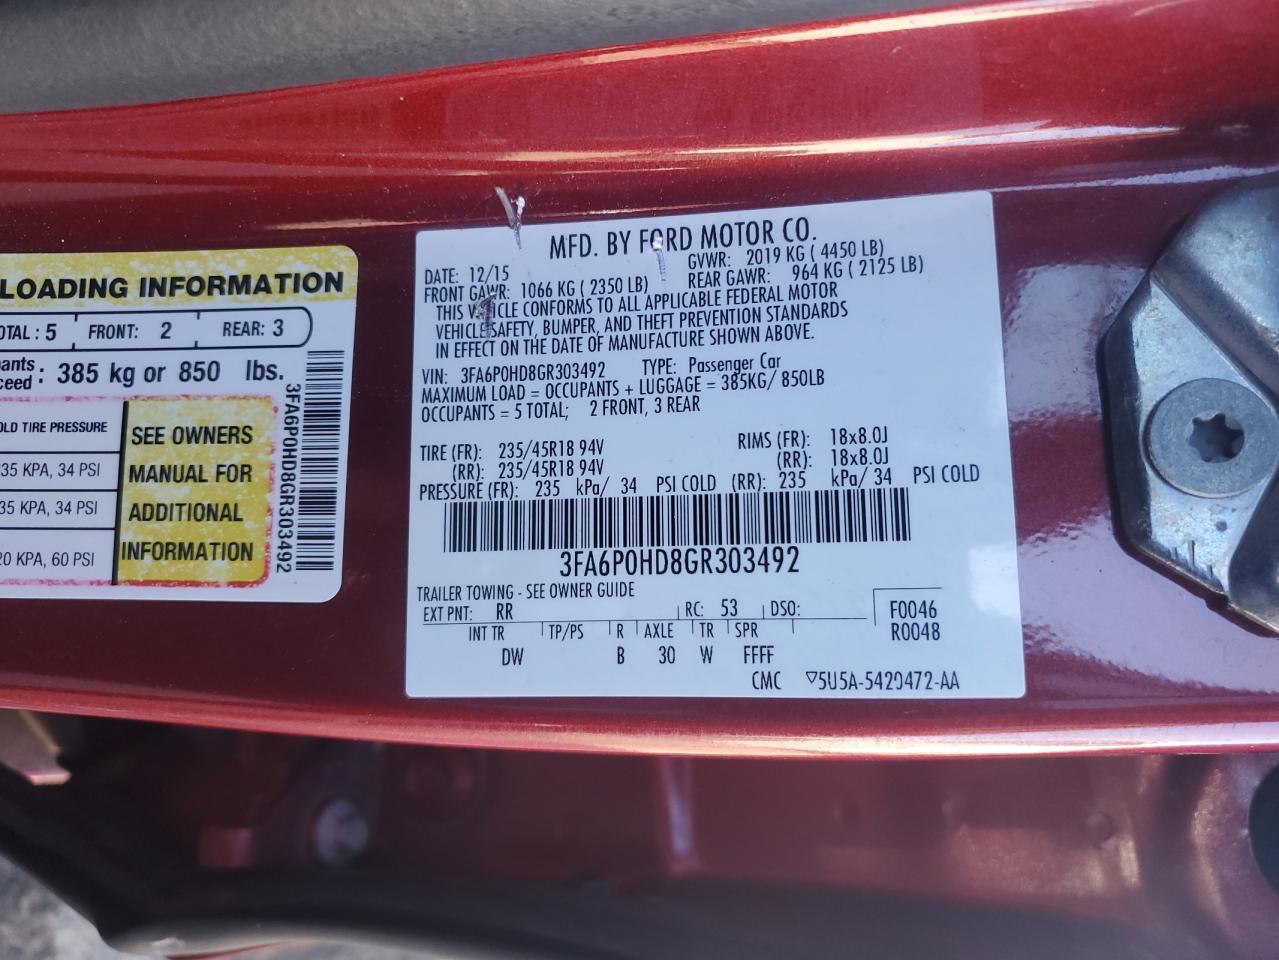 LOADING INFORMATION
OTAL : 5 FRONT: 2 REAR: 3
pants
ceed : 385 kg or 850 lbs.
OLD TIRE PRESSURE
35 KPA, 34 PSI
35 KPA, 34 PSI
20 KPA, 60 PSI
SEE OWNERS
MANUAL FOR
ADDITIONAL
INFORMATION
3FA6P0HD8GR303492
MFD. BY FORD MOTOR CO.
DATE: 12/15 GVWR: 2019 KG ( 4450 LB)
FRONT GAWR: 1066 KG ( 2350 LB) REAR GAWR: 964 KG ( 2125 LB)
THIS VEHICLE CONFORMS TO ALL APPLICABLE FEDERAL MOTOR
VEHICLE SAFETY, BUMPER, AND THEFT PREVENTION STANDARDS
IN EFFECT ON THE DATE OF MANUFACTURE SHOWN ABOVE.
VIN: 3FA6P0HD8GR303492 TYPE: Passenger Car
MAXIMUM LOAD = OCCUPANTS + LUGGAGE = 385KG/ 850LB
OCCUPANTS = 5 TOTAL; 2 FRONT, 3 REAR
TIRE (FR): 235/45R18 94V RIMS (FR): 18x8.0J
(RR): 235/45R18 94V (RR): 18x8.0J
PRESSURE (FR): 235 kPa/ 34 PSI COLD (RR): 235 kPa/ 34 PSI COLD
3FA6P0HD8GR303492
TRAILER TOWING - SEE OWNER GUIDE
EXT PNT: RR RC: 53 DSO: F0046
INT TR TP/PS R AXLE TR SPR R0048
DW B 30 W FFFF
CMC ▽5U5A-5420472-AA